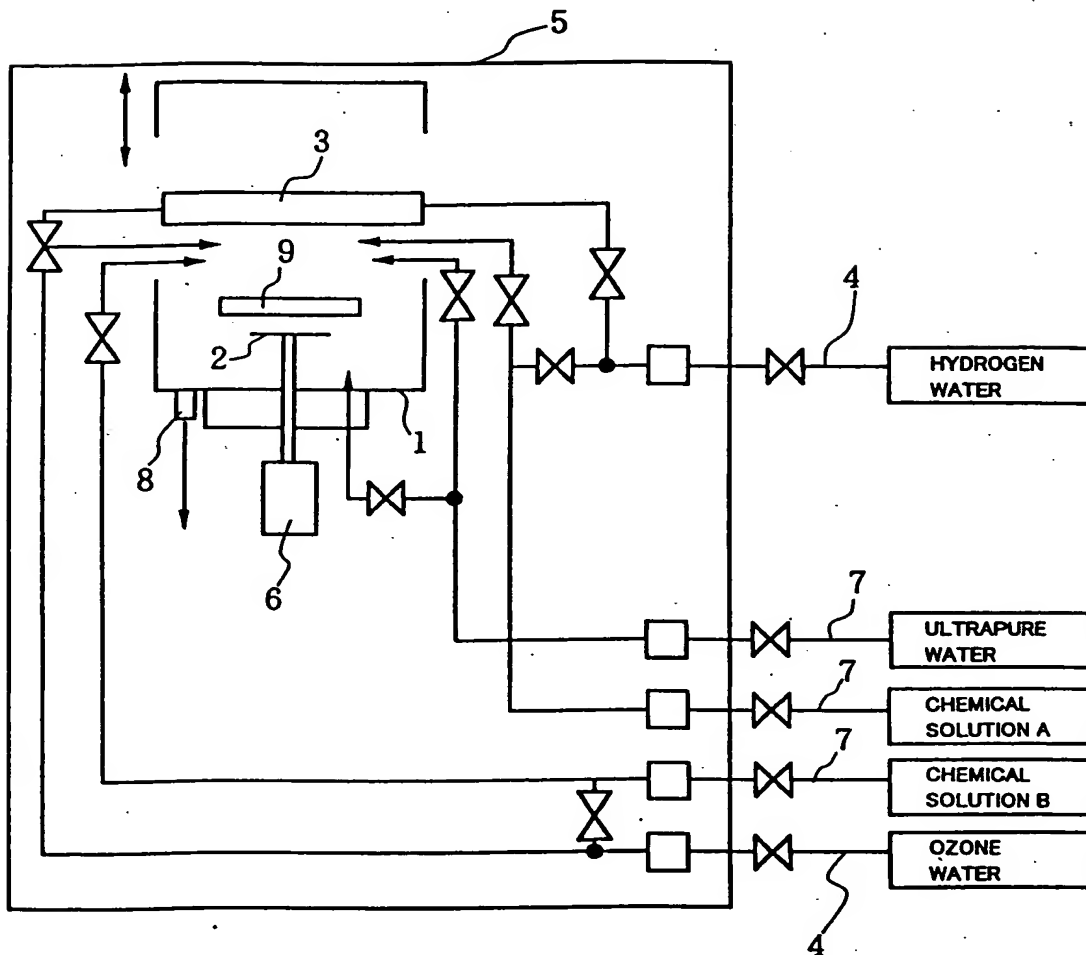 5
3
9
4
HYDROGEN
WATER
2
1
8
6
7
ULTRAPURE
WATER
7
CHEMICAL
SOLUTION A
7
CHEMICAL
SOLUTION B
OZONE
WATER
4